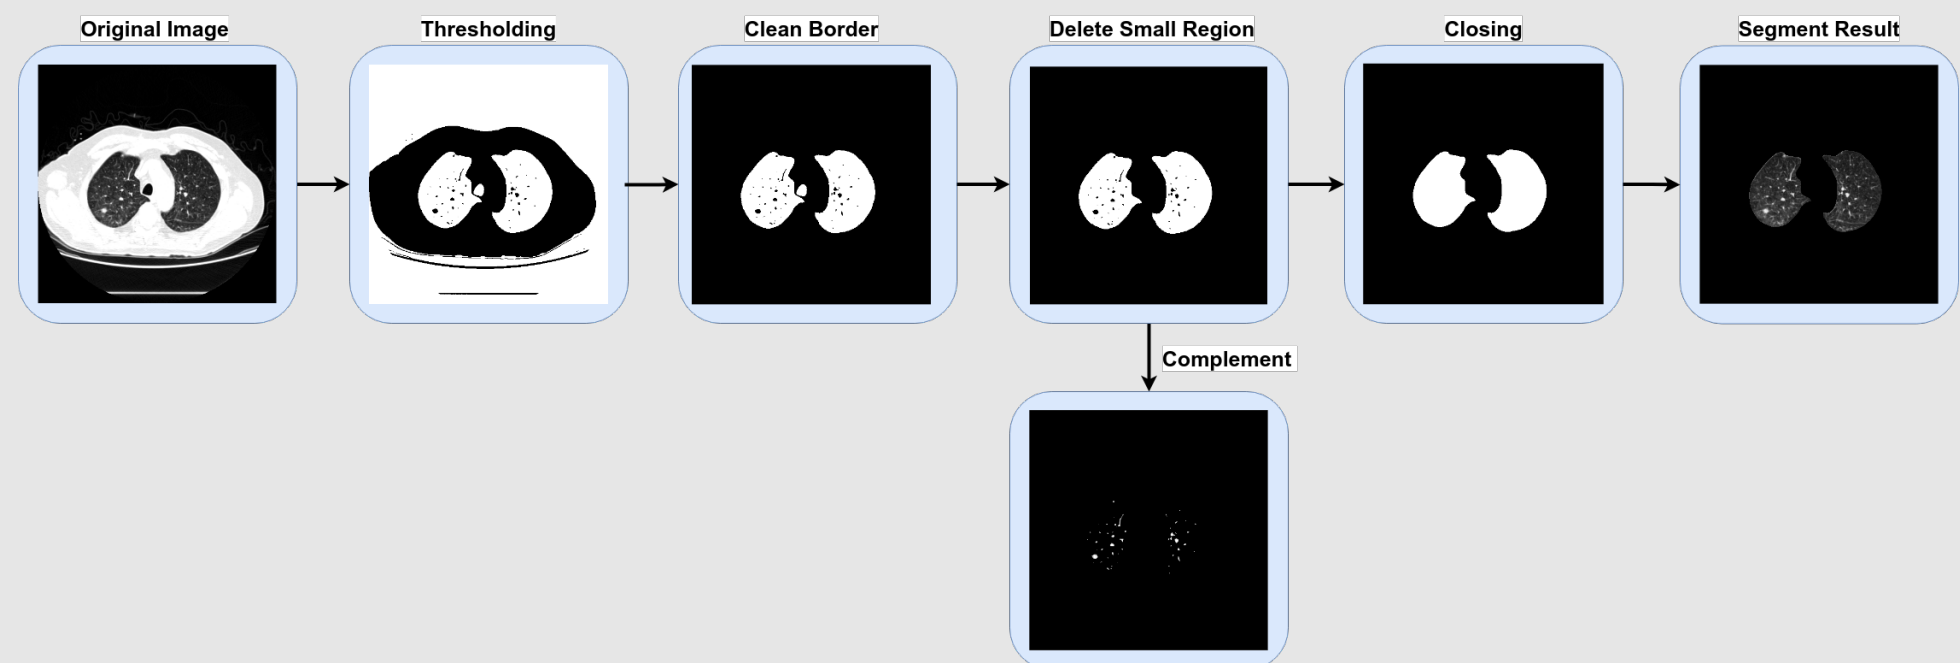 Original Image
Thresholding
Clean Border
Delete Small Region
Closing
Segment Result
Complement